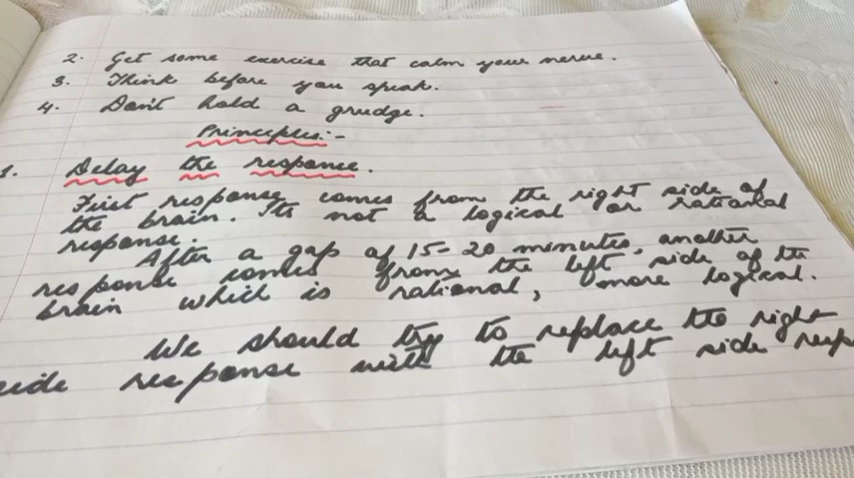 2. Get some exercise that calm your nerve.
3. Think before you speak.
4. Don't hold a grudge.
Principles:-
1. Delay the response.
First response comes from the right side of
the brain. Its not a logical or rational
response.
After a gap of 15-20 minutes, another
response comes from the left side of the
brain which is rational, more logical.
We should try to replace the right
side response with the left side resp